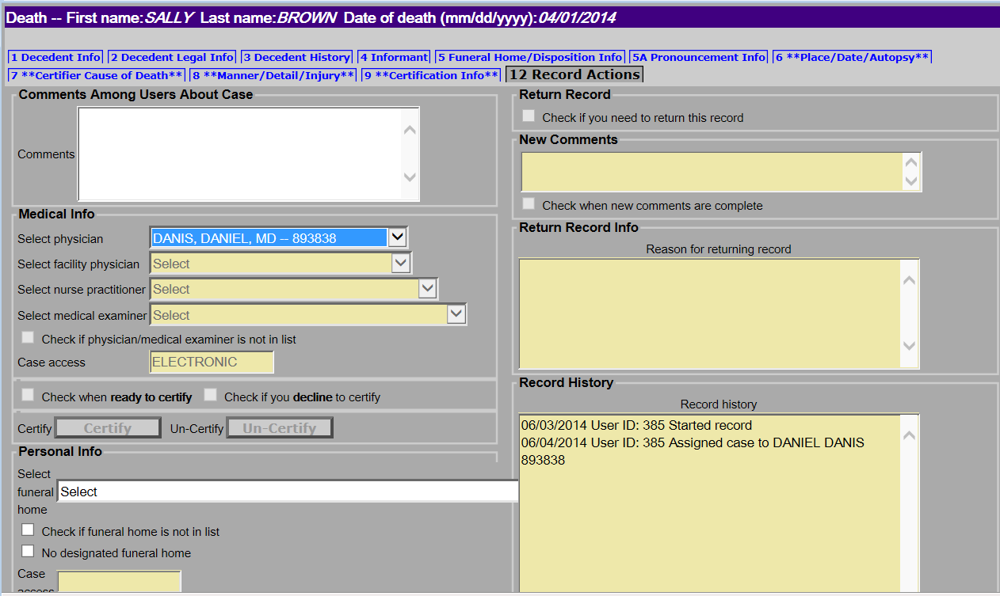 Death -- First name: SALLY Last name: BROWN Date of death (mm/dd/yyyy): 04/01/2014
1 Decedent Info 2 Decedent Legal Info 3 Decedent History 4 Informant 5 Funeral Home/Disposition Info 5A Pronouncement Info 6 **Place/Date/Autopsy**
7 **Certifier Cause of Death** 8 **Manner/Detail/Injury** 9 **Certification Info** 12 Record Actions
Comments Among Users About Case
Comments
Medical Info
Select physician DANIS, DANIEL, MD -- 893838
Select facility physician Select
Select nurse practitioner Select
Select medical examiner Select
Check if physician/medical examiner is not in list
Case access ELECTRONIC
Check when ready to certify Check if you decline to certify
Certify Certify Un-Certify Un-Certify
Personal Info
Select
funeral Select
home
Check if funeral home is not in list
No designated funeral home
Case
access
Return Record
Check if you need to return this record
New Comments
Check when new comments are complete
Return Record Info
Reason for returning record
Record History
Record history
06/03/2014 User ID: 385 Started record
06/04/2014 User ID: 385 Assigned case to DANIEL DANIS
893838